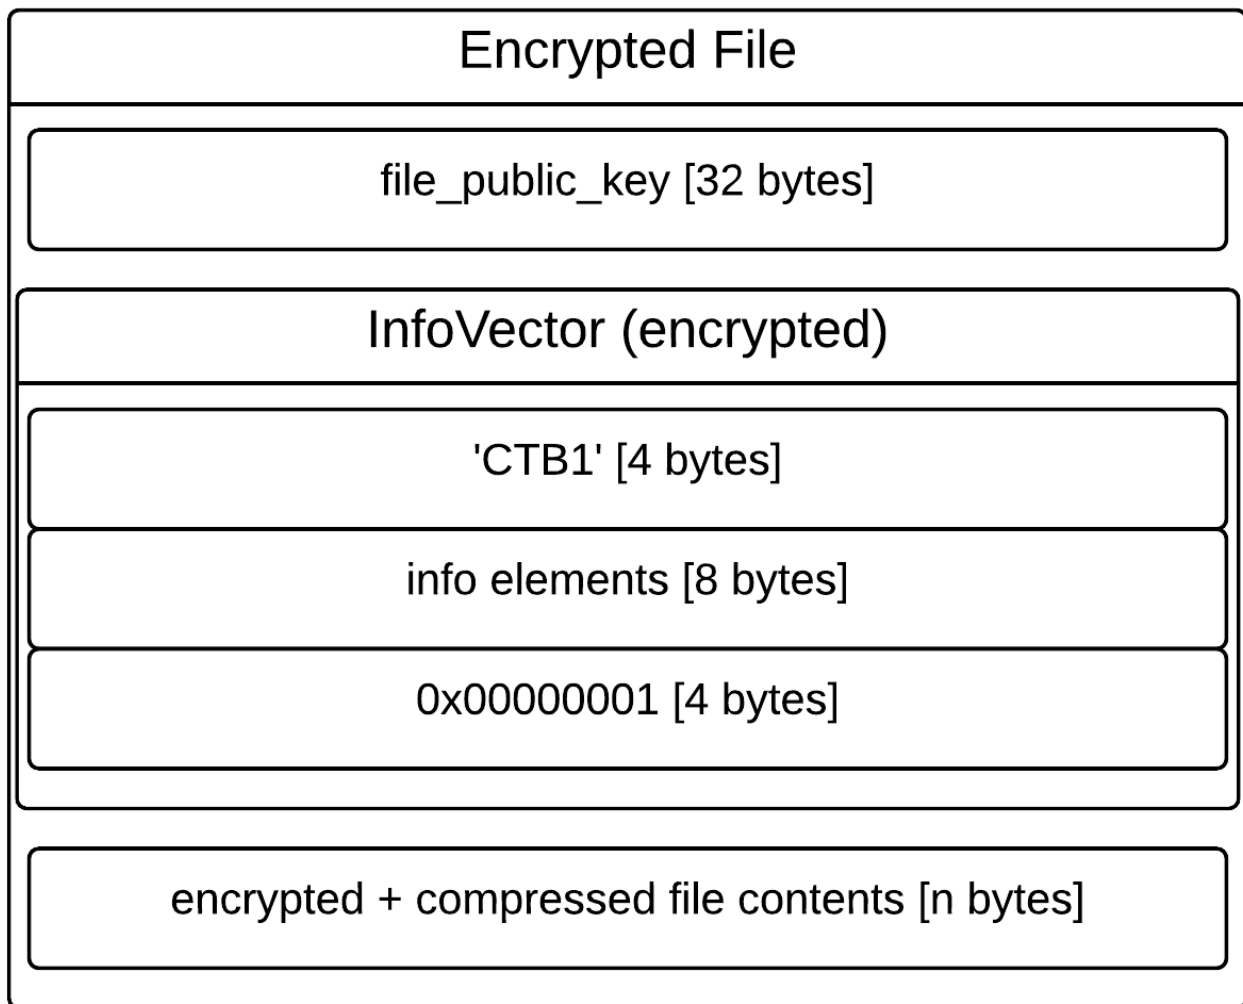 Encrypted File
file_public_key [32 bytes]
InfoVector (encrypted)
'CTB1' [4 bytes]
info elements [8 bytes]
0x00000001 [4 bytes]
encrypted + compressed file contents [n bytes]